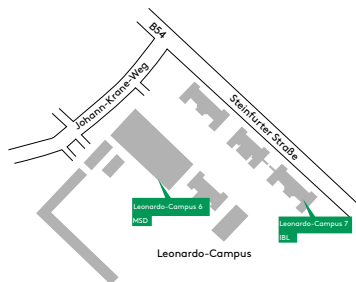 B54
Johann-Krane-Weg
Steinfurter Straße
Leonardo-Campus 6
MSD
Leonardo-Campus 7
IBL
Leonardo-Campus